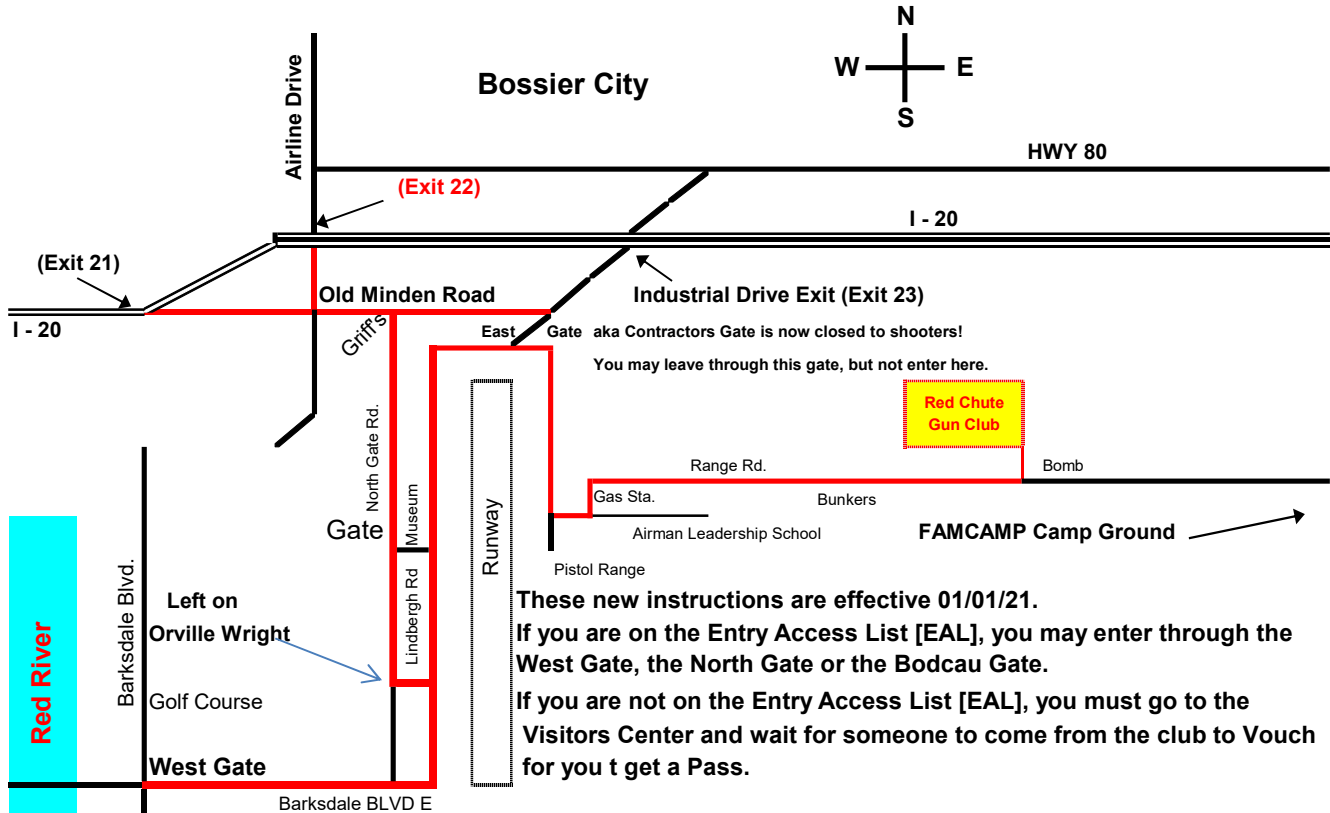 N
W E
S
Bossier City
Airline Drive
HWY 80
(Exit 22)
I - 20
(Exit 21)
Old Minden Road
Industrial Drive Exit (Exit 23)
I - 20
Griff's
East Gate aka Contractors Gate is now closed to shooters!
You may leave through this gate, but not enter here.
Red Chute
Gun Club
North Gate Rd.
Museum
Range Rd.
Bomb
Gas Sta.
Bunkers
Gate
Runway
Airman Leadership School
FAMCAMP Camp Ground
Pistol Range
Barksdale Blvd.
Lindbergh Rd
Left on
Orville Wright
Red River
Golf Course
West Gate
Barksdale BLVD E
These new instructions are effective 01/01/21.
If you are on the Entry Access List [EAL], you may enter through the
West Gate, the North Gate or the Bodcau Gate.
If you are not on the Entry Access List [EAL], you must go to the
Visitors Center and wait for someone to come from the club to Vouch
for you t get a Pass.